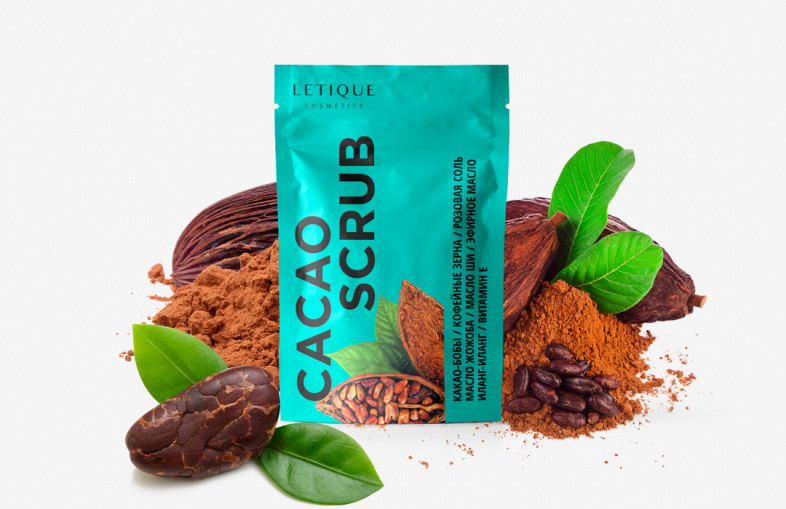 LETIQUE
COSMETICS
CACAO
SCRUB
КАКАО-БОБЫ / КОФЕЙНЫЕ ЗЕРНА / РОЗОВАЯ СОЛЬ
МАСЛО ЖОЖОБА / МАСЛО ШИ / ЭФИРНОЕ МАСЛО
ИЛАНГ-ИЛАНГ / ВИТАМИН Е